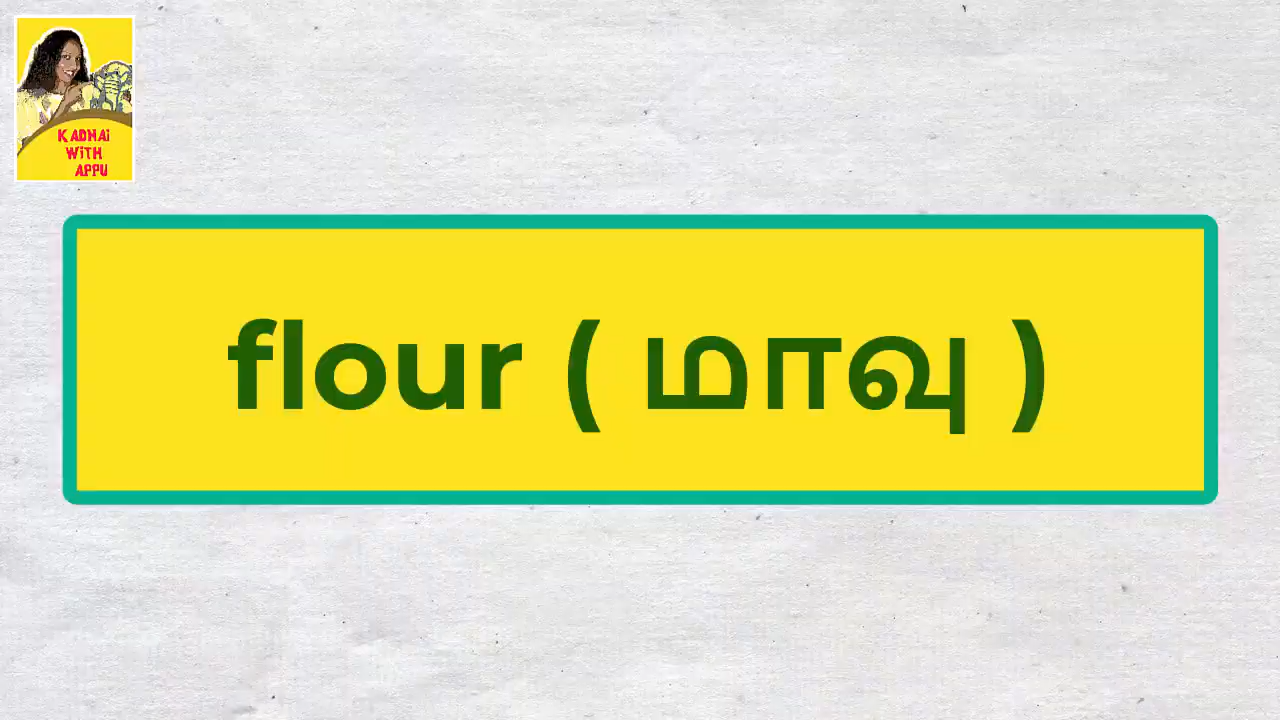 KADHAI
WITH
APPU
flour ( மாவு )